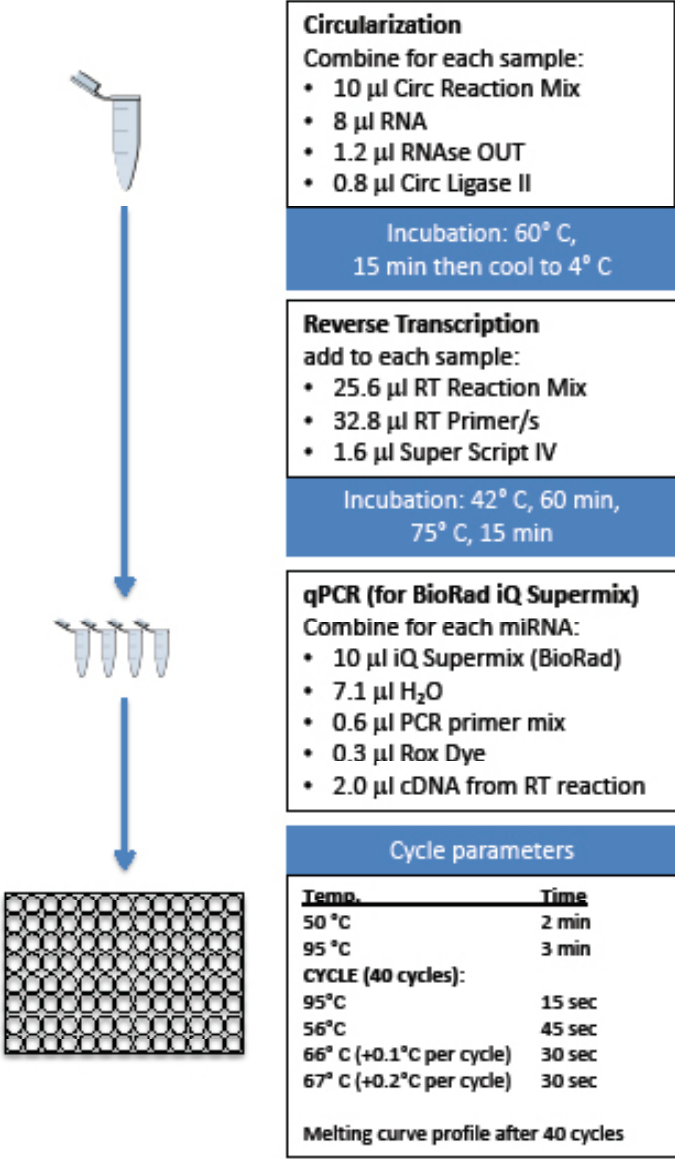 Circularization
Combine for each sample:
• 10 µl Circ Reaction Mix
• 8 µl RNA
• 1.2 µl RNAse OUT
• 0.8 µl Circ Ligase II
Incubation: 60° C,
15 min then cool to 4° C
Reverse Transcription
add to each sample:
• 25.6 µl RT Reaction Mix
• 32.8 µl RT Primer/s
• 1.6 µl Super Script IV
Incubation: 42° C, 60 min,
75° C, 15 min
qPCR (for BioRad iQ Supermix)
Combine for each miRNA:
• 10 µl iQ Supermix (BioRad)
• 7.1 µl H₂O
• 0.6 µl PCR primer mix
• 0.3 µl Rox Dye
• 2.0 µl cDNA from RT reaction
Cycle parameters
Temp. Time
50 °C 2 min
95 °C 3 min
CYCLE (40 cycles):
95°C 15 sec
56°C 45 sec
66° C (+0.1°C per cycle) 30 sec
67° C (+0.2°C per cycle) 30 sec
Melting curve profile after 40 cycles